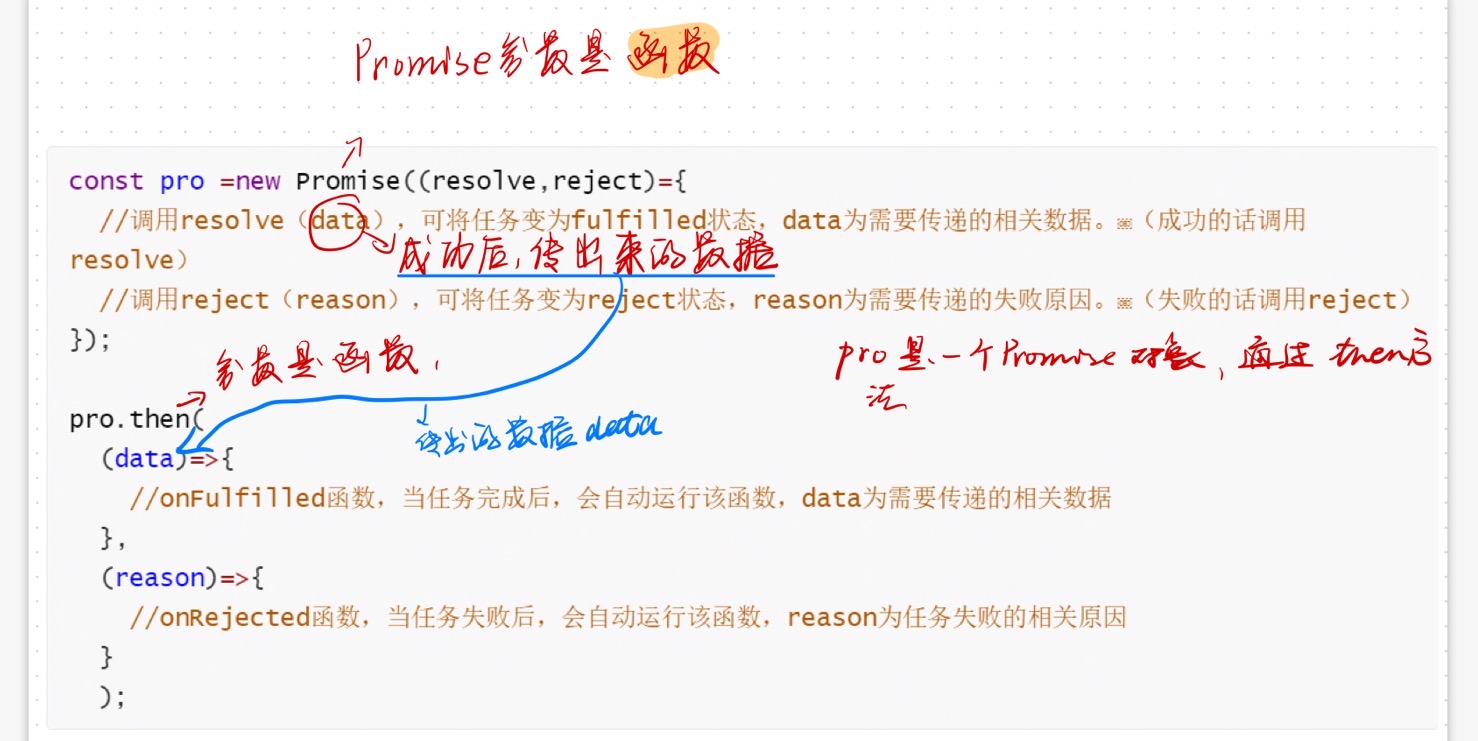 Promise参数是函数
const pro =new Promise((resolve,reject)={
//调用resolve（data），可将任务变为fulfilled状态，data为需要传递的相关数据。（成功的话调用
成功后，传出来的数据
resolve）
//调用reject（reason），可将任务变为reject状态，reason为需要传递的失败原因。（失败的话调用reject）
});
参数是函数，
pro是一个Promise对象，通过then方
法
pro.then(
传出的数据data
(data)=>{
//onFulfilled函数，当任务完成后，会自动运行该函数，data为需要传递的相关数据
},
(reason)=>{
//onRejected函数，当任务失败后，会自动运行该函数，reason为任务失败的相关原因
}
);